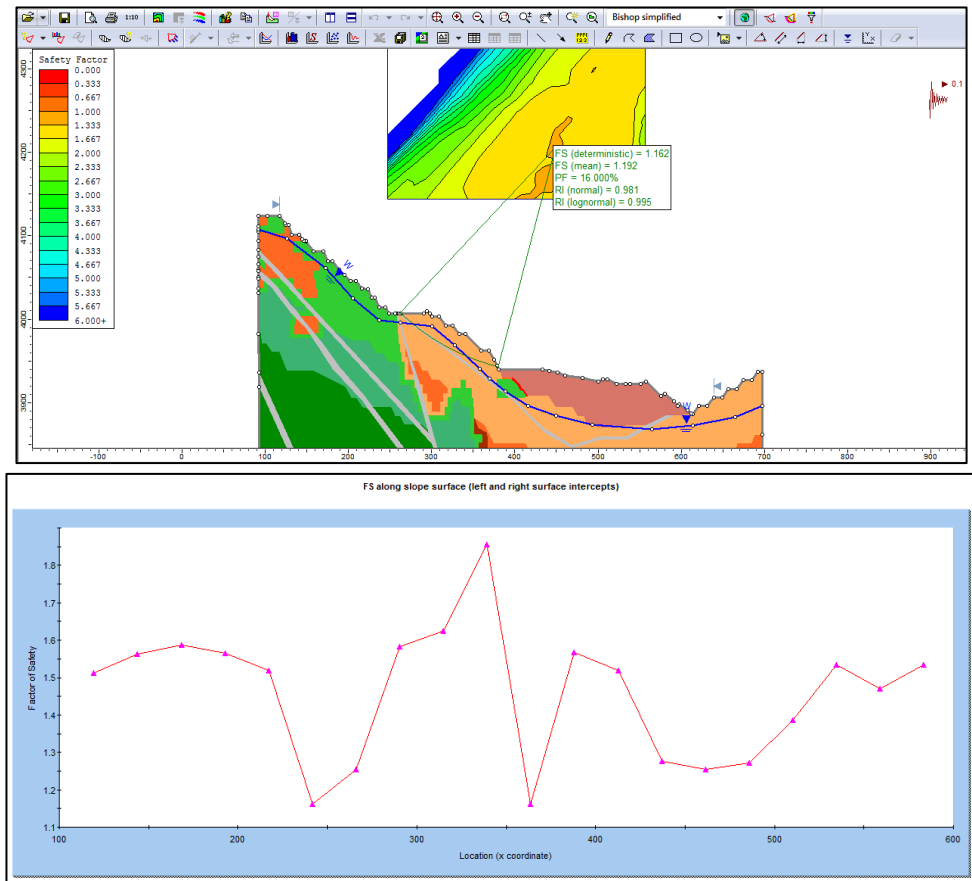 1:10
Bishop simplified
Safety Factor
0.000
0.333
0.667
1.000
1.333
1.667
2.000
2.333
2.667
3.000
3.333
3.667
4.000
4.333
4.667
5.000
5.333
5.667
6.000+
4300
4200
4100
4000
3900
0.1
FS (deterministic) = 1.162
FS (mean) = 1.192
PF = 16.000%
RI (normal) = 0.981
RI (lognormal) = 0.995
W
W
-100 0 100 200 300 400 500 600 700 800 900
FS along slope surface (left and right surface intercepts)
Factor of Safety
1.8
1.7
1.6
1.5
1.4
1.3
1.2
1.1
100 200 300 400 500 600
Location (x coordinate)